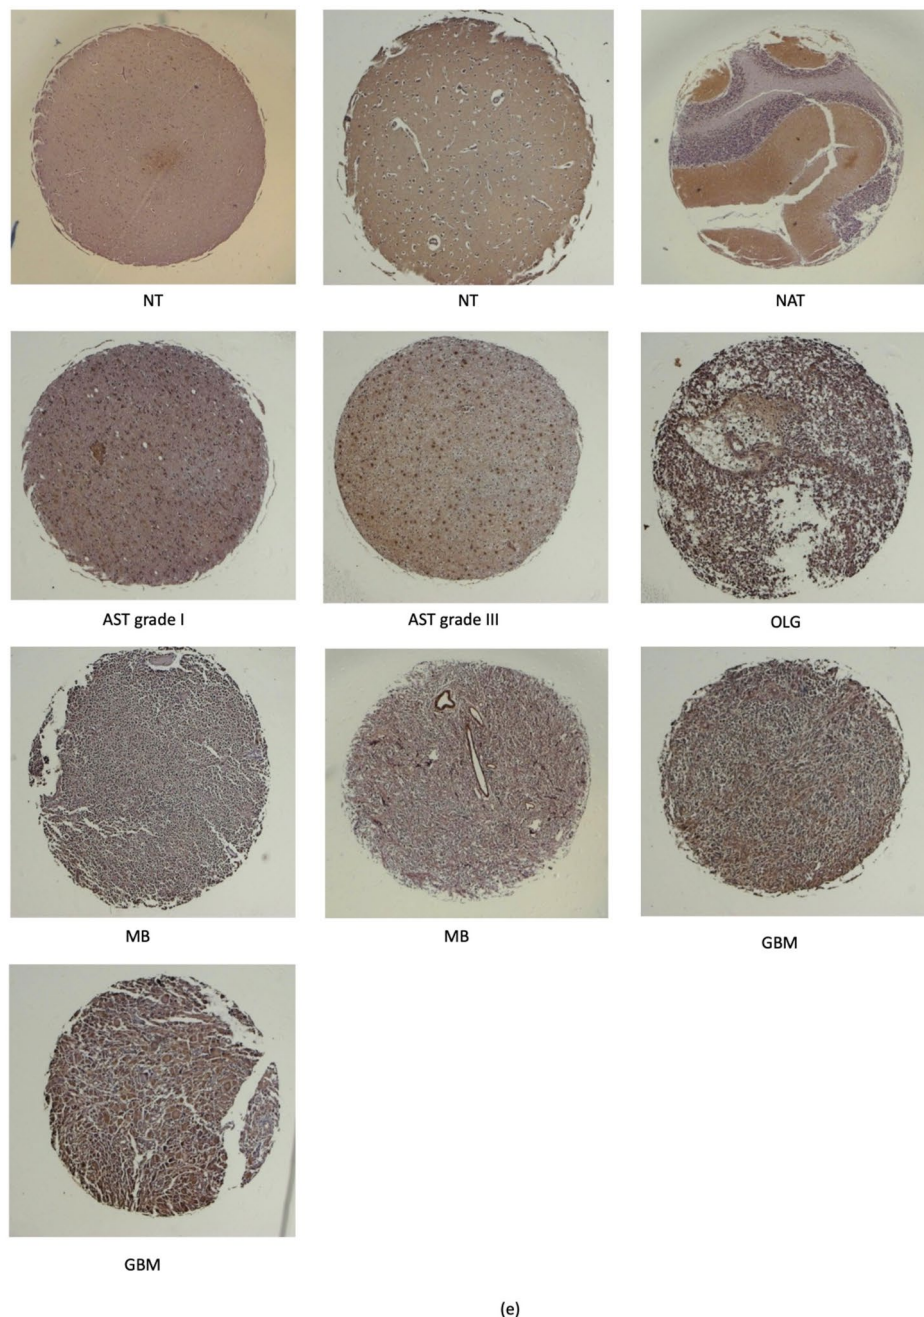 NT
NT
NAT
AST grade I
AST grade III
OLG
MB
MB
GBM
GBM
(e)